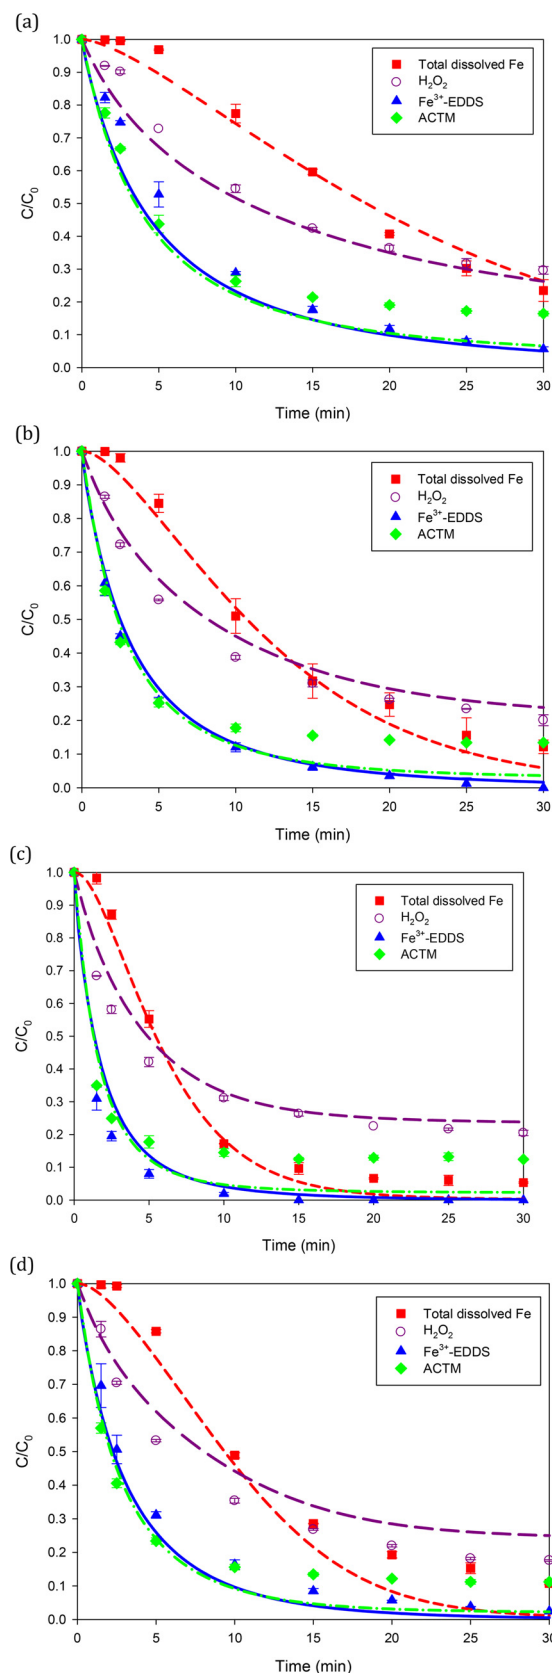 (a)
1.0
0.9
0.8
0.7
0.6
0.5
0.4
0.3
0.2
0.1
0.0
C/C₀
Total dissolved Fe
H₂O₂
Fe³⁺-EDDS
ACTM
0 5 10 15 20 25 30
Time (min)
(b)
1.0
0.9
0.8
0.7
0.6
0.5
0.4
0.3
0.2
0.1
0.0
C/C₀
Total dissolved Fe
H₂O₂
Fe³⁺-EDDS
ACTM
0 5 10 15 20 25 30
Time (min)
(c)
1.0
0.9
0.8
0.7
0.6
0.5
0.4
0.3
0.2
0.1
0.0
C/C₀
Total dissolved Fe
H₂O₂
Fe³⁺-EDDS
ACTM
0 5 10 15 20 25 30
Time (min)
(d)
1.0
0.9
0.8
0.7
0.6
0.5
0.4
0.3
0.2
0.1
0.0
C/C₀
Total dissolved Fe
H₂O₂
Fe³⁺-EDDS
ACTM
0 5 10 15 20 25 30
Time (min)